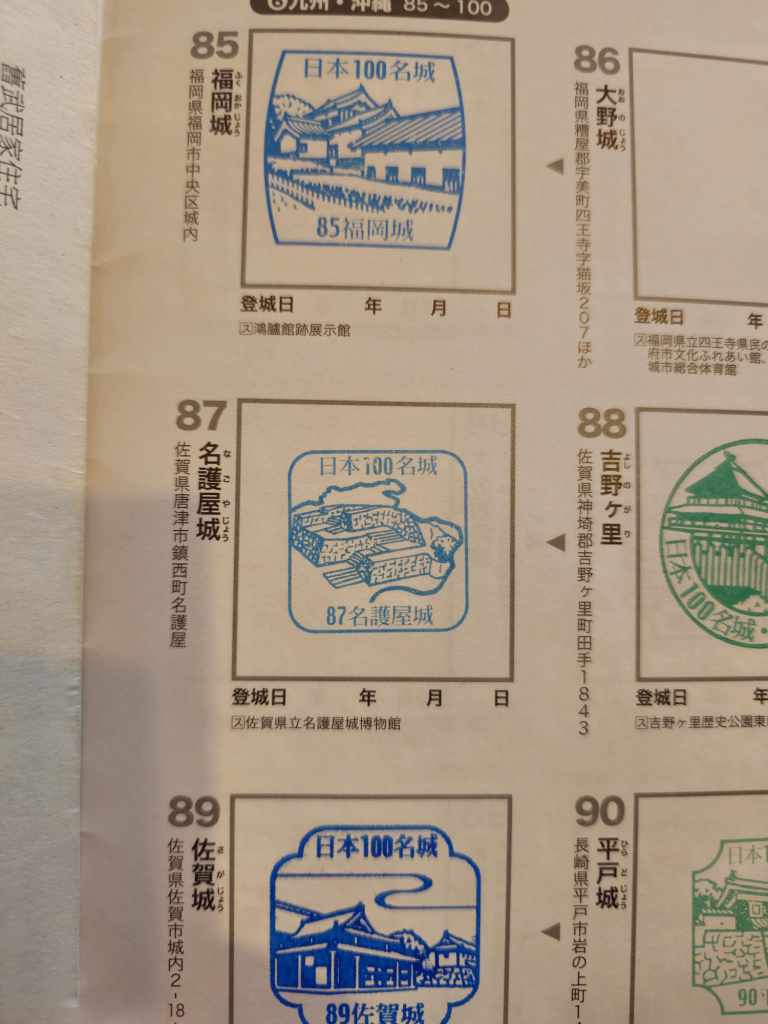 舊武居家住宅
九州・沖縄 85～100
85
福岡城
ふくおかじょう
福岡県福岡市中央区城内
日本100名城
85福岡城
登城日 年 月 日
ス鴻臚館跡展示館
86
大野城
おおのじょう
福岡県糟屋郡宇美町四王寺字猫坂207ほか
登城日 年
ス福岡県立四王寺県民の
府市文化ふれあい館、
城市総合体育館
87
名護屋城
なごやじょう
佐賀県唐津市鎮西町名護屋
日本100名城
87名護屋城
登城日 年 月 日
ス佐賀県立名護屋城博物館
88
吉野ヶ里
よしのがり
佐賀県神埼郡吉野ヶ里町田手1843
日本100名城・
登城日 年
ス吉野ヶ里歴史公園東
89
佐賀城
さがじょう
佐賀県佐賀市城内2-18
日本100名城
89佐賀城
90
平戸城
ひらどじょう
長崎県平戸市岩の上町1
日本1
90